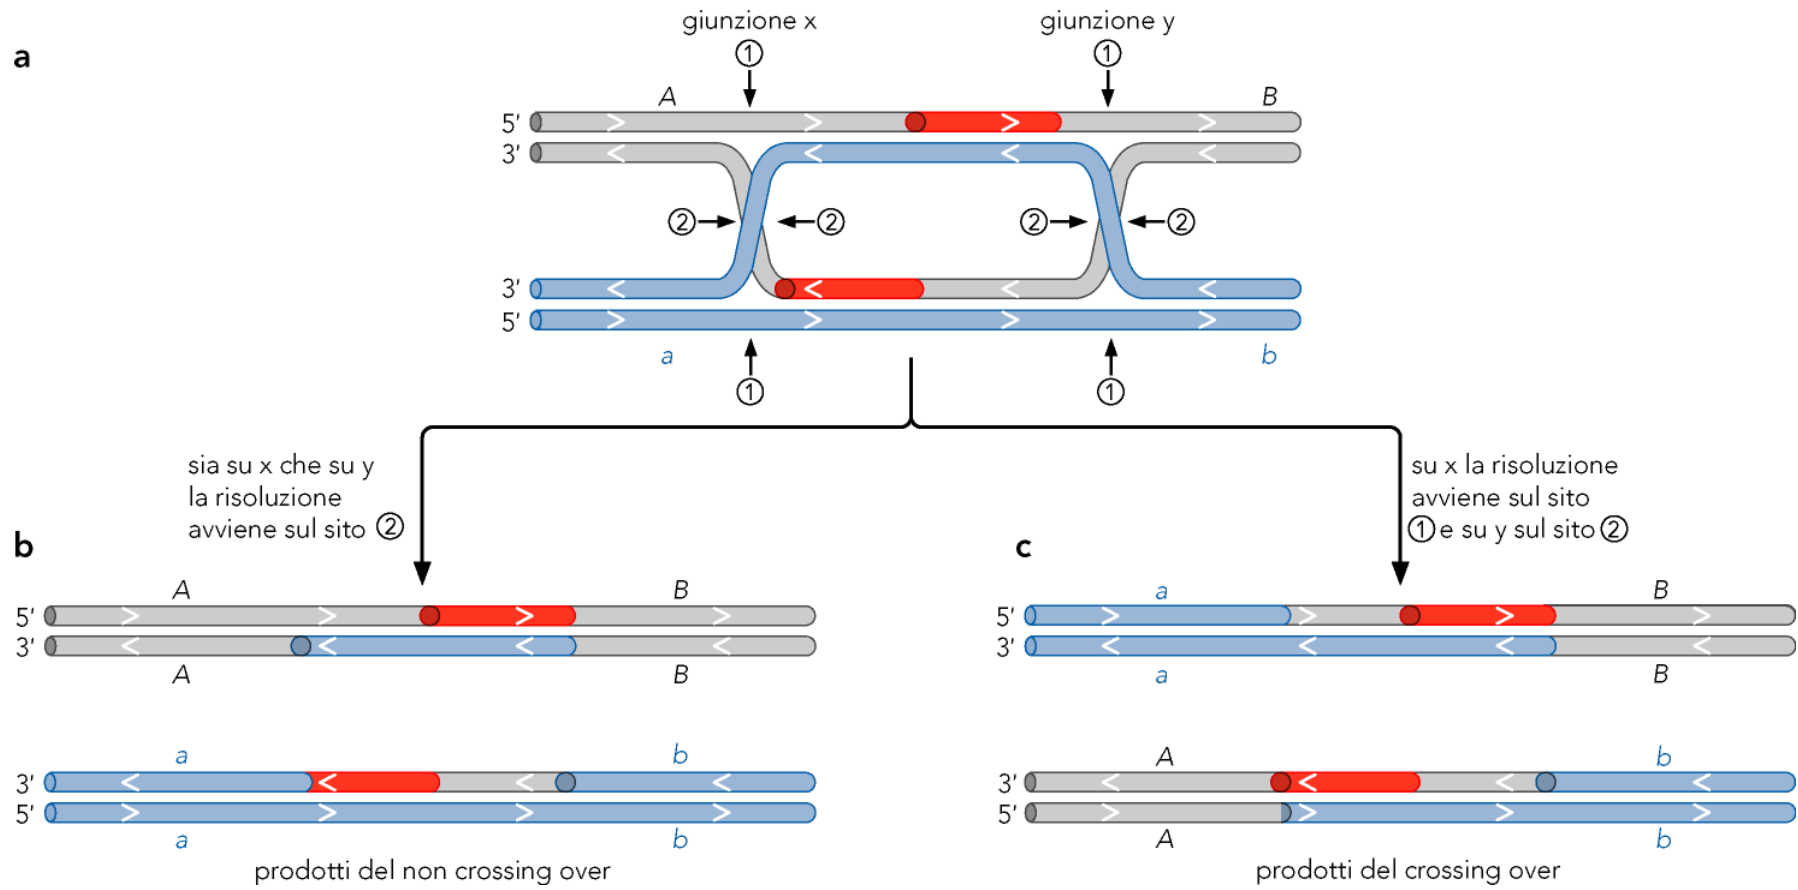 giunzione x
giunzione y
1
1
a
A
B
5'
3'
2
2
2
2
3'
5'
a
b
1
1
sia su x che su y
la risoluzione
avviene sul sito 2
su x la risoluzione
avviene sul sito
1 e su y sul sito 2
b
A
B
5'
3'
A
B
a
b
3'
5'
a
b
prodotti del non crossing over
c
a
B
5'
3'
a
B
A
b
3'
5'
A
b
prodotti del crossing over